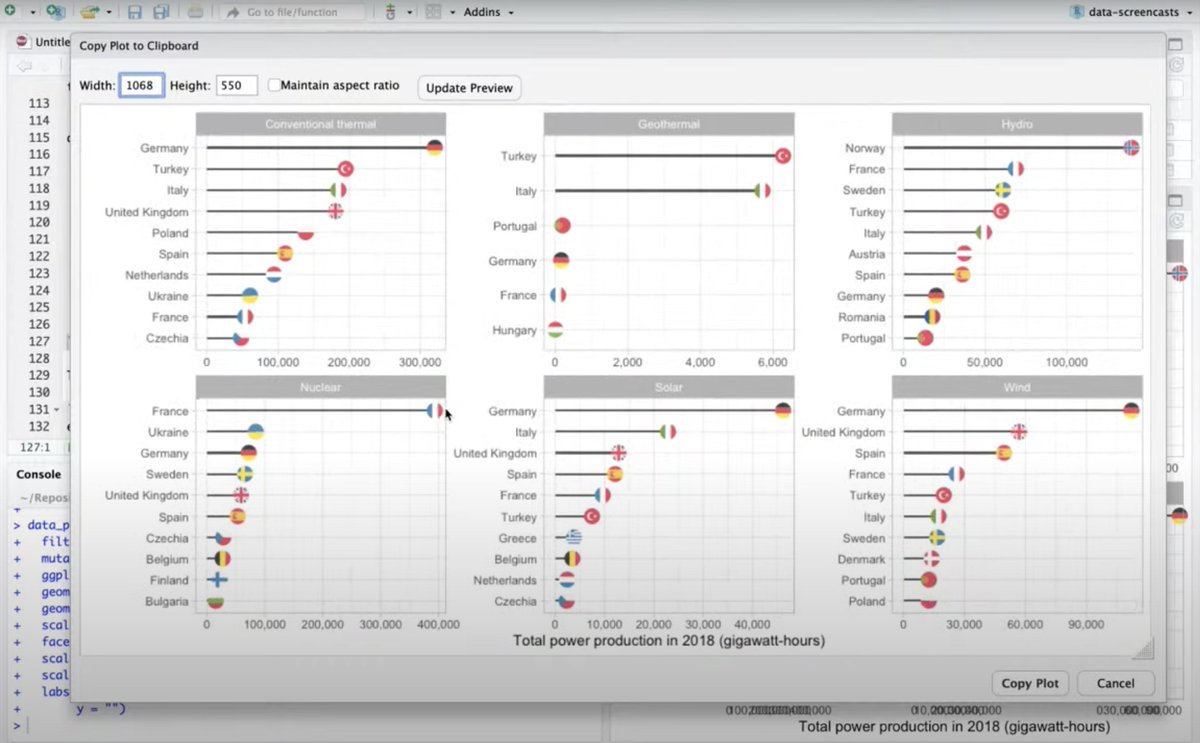 Go to file/function
Addins
data-screencasts
Untitle
Copy Plot to Clipboard
Width: 1068 Height: 550 Maintain aspect ratio Update Preview
113
114
115
116
117
118
119
120
121
122
123
124
125
126
127
128
129
130
131
132
127:1
Conventional thermal
Germany
Turkey
Italy
United Kingdom
Poland
Spain
Netherlands
Ukraine
France
Czechia
0 100,000 200,000 300,000
Geothermal
Turkey
Italy
Portugal
Germany
France
Hungary
0 2,000 4,000 6,000
Hydro
Norway
France
Sweden
Turkey
Italy
Austria
Spain
Germany
Romania
Portugal
0 50,000 100,000
Nuclear
France
Ukraine
Germany
Sweden
United Kingdom
Spain
Czechia
Belgium
Finland
Bulgaria
0 100,000 200,000 300,000 400,000
Solar
Germany
Italy
United Kingdom
Spain
France
Turkey
Greece
Belgium
Netherlands
Czechia
0 10,000 20,000 30,000 40,000
Wind
Germany
United Kingdom
Spain
France
Turkey
Italy
Sweden
Denmark
Portugal
Poland
0 30,000 60,000 90,000
Total power production in 2018 (gigawatt-hours)
Copy Plot Cancel
Console
~/Repos
+
> data_p
+ filt
+ muta
+ ggpl
+ geom
+ geom
+ scal
+ face
+ scal
+ scal
+ labs
+ y = "")
>
Total power production in 2018 (gigawatt-hours)